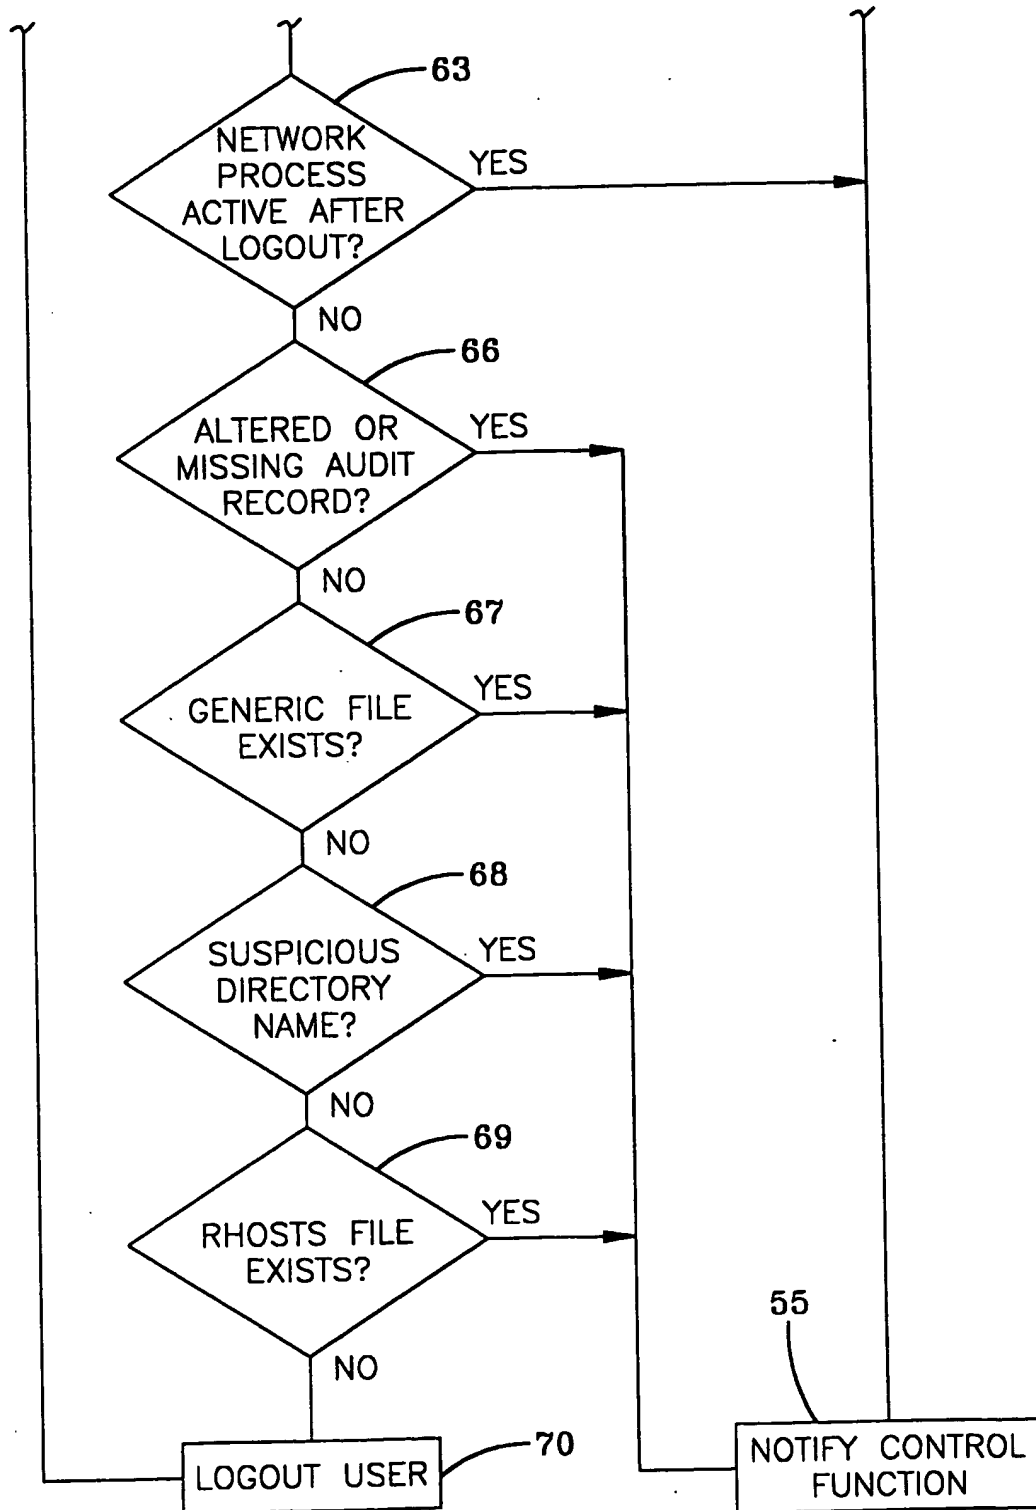 63
NETWORK
PROCESS
ACTIVE AFTER
LOGOUT?
YES
NO
66
ALTERED OR
MISSING AUDIT
RECORD?
YES
NO
67
GENERIC FILE
EXISTS?
YES
NO
68
SUSPICIOUS
DIRECTORY
NAME?
YES
NO
69
RHOSTS FILE
EXISTS?
YES
NO
55
NOTIFY CONTROL
FUNCTION
LOGOUT USER
70